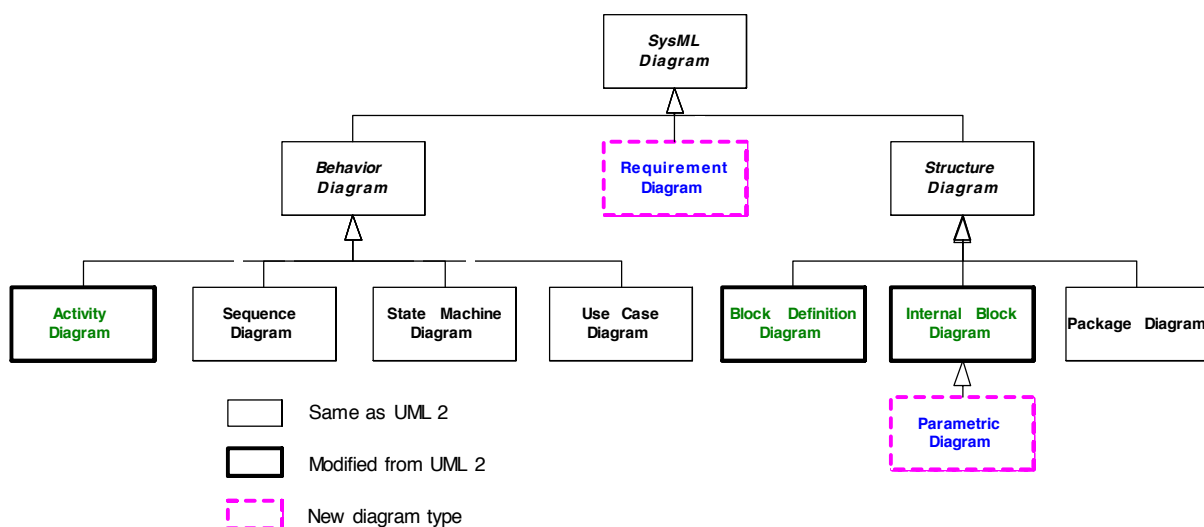 SysML
Diagram
Behavior
Diagram
Requirement
Diagram
Structure
Diagram
Activity
Diagram
Sequence
Diagram
State Machine
Diagram
Use Case
Diagram
Block Definition
Diagram
Internal Block
Diagram
Package Diagram
Parametric
Diagram
Same as UML 2
Modified from UML 2
New diagram type